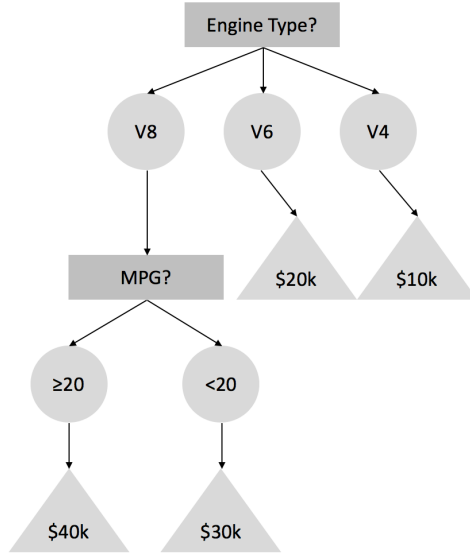 Engine Type?
V8
V6
V4
MPG?
$20k
$10k
≥20
<20
$40k
$30k